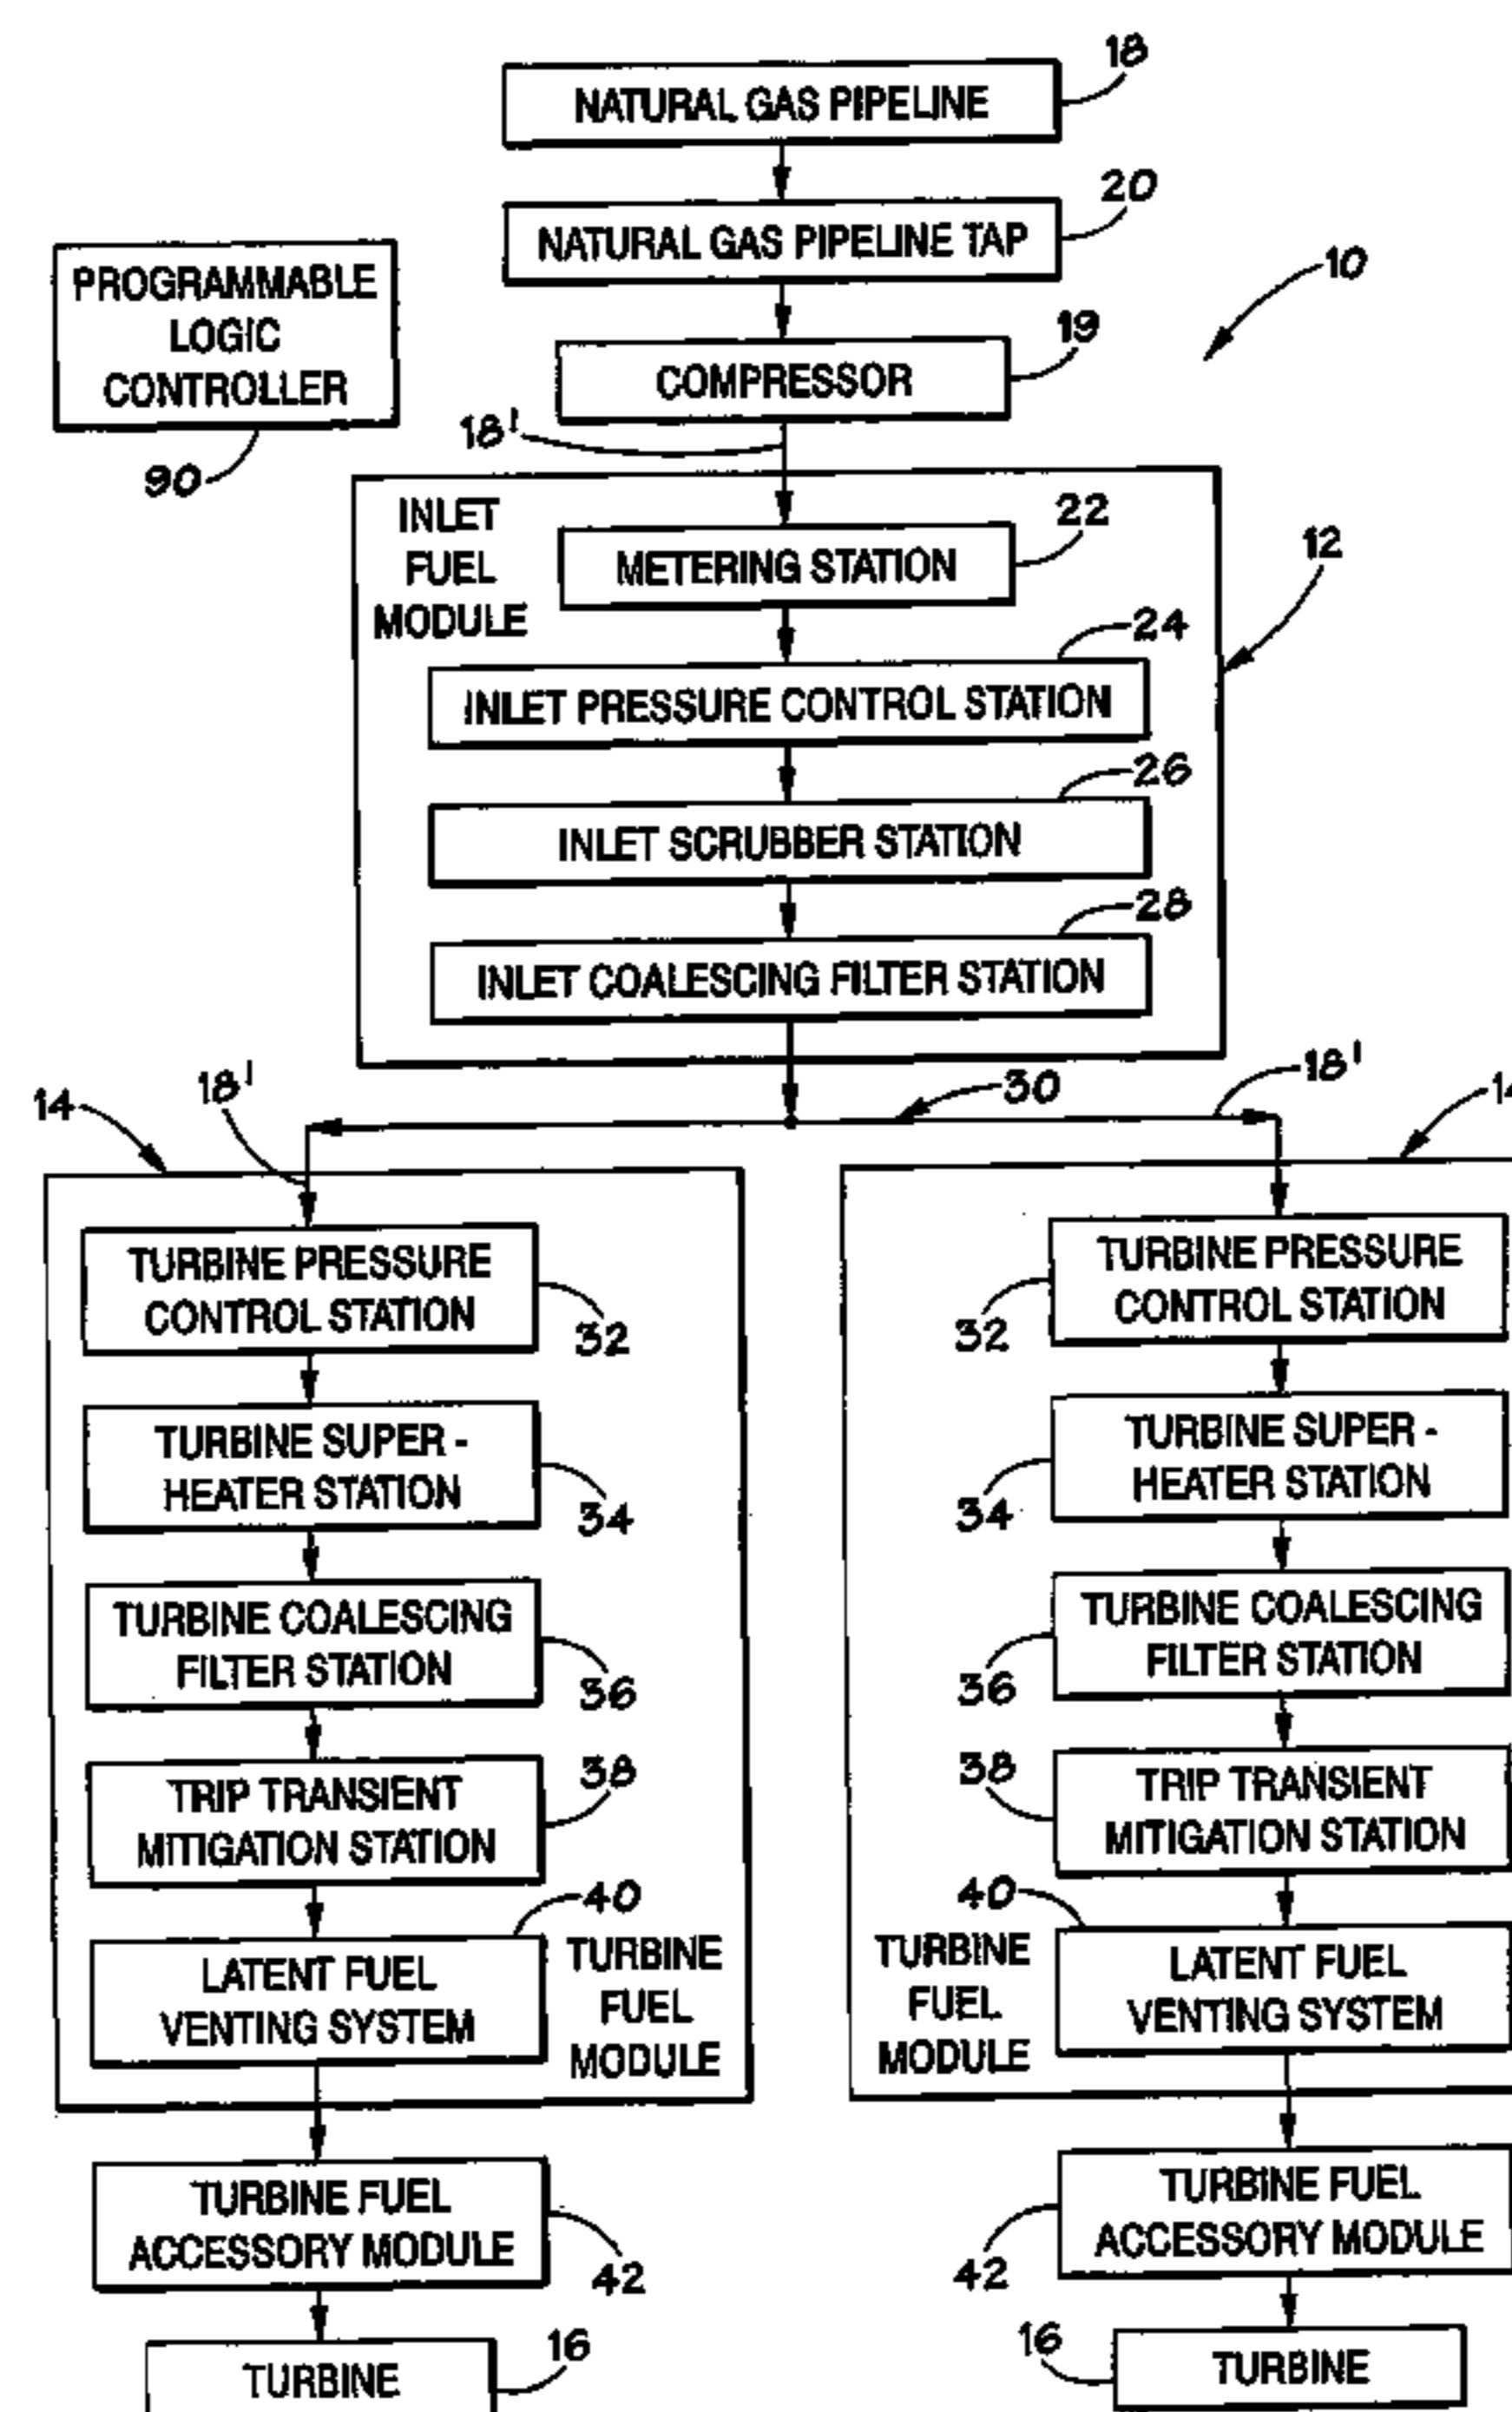 18
NATURAL GAS PIPELINE
20
NATURAL GAS PIPELINE TAP
10
PROGRAMMABLE
LOGIC
CONTROLLER
90
19
COMPRESSOR
18'
INLET
FUEL
MODULE
22
METERING STATION
12
24
INLET PRESSURE CONTROL STATION
26
INLET SCRUBBER STATION
28
INLET COALESCING FILTER STATION
30
18'
14
18'
TURBINE PRESSURE
CONTROL STATION
32
TURBINE SUPER -
HEATER STATION
34
TURBINE COALESCING
FILTER STATION
36
TRIP TRANSIENT
MITIGATION STATION
38
40
LATENT FUEL
VENTING SYSTEM
TURBINE
FUEL
MODULE
TURBINE FUEL
ACCESSORY MODULE
42
TURBINE
16
TURBINE PRESSURE
CONTROL STATION
32
TURBINE SUPER -
HEATER STATION
34
TURBINE COALESCING
FILTER STATION
36
TRIP TRANSIENT
MITIGATION STATION
38
40
LATENT FUEL
VENTING SYSTEM
TURBINE
FUEL
MODULE
TURBINE FUEL
ACCESSORY MODULE
42
16
TURBINE